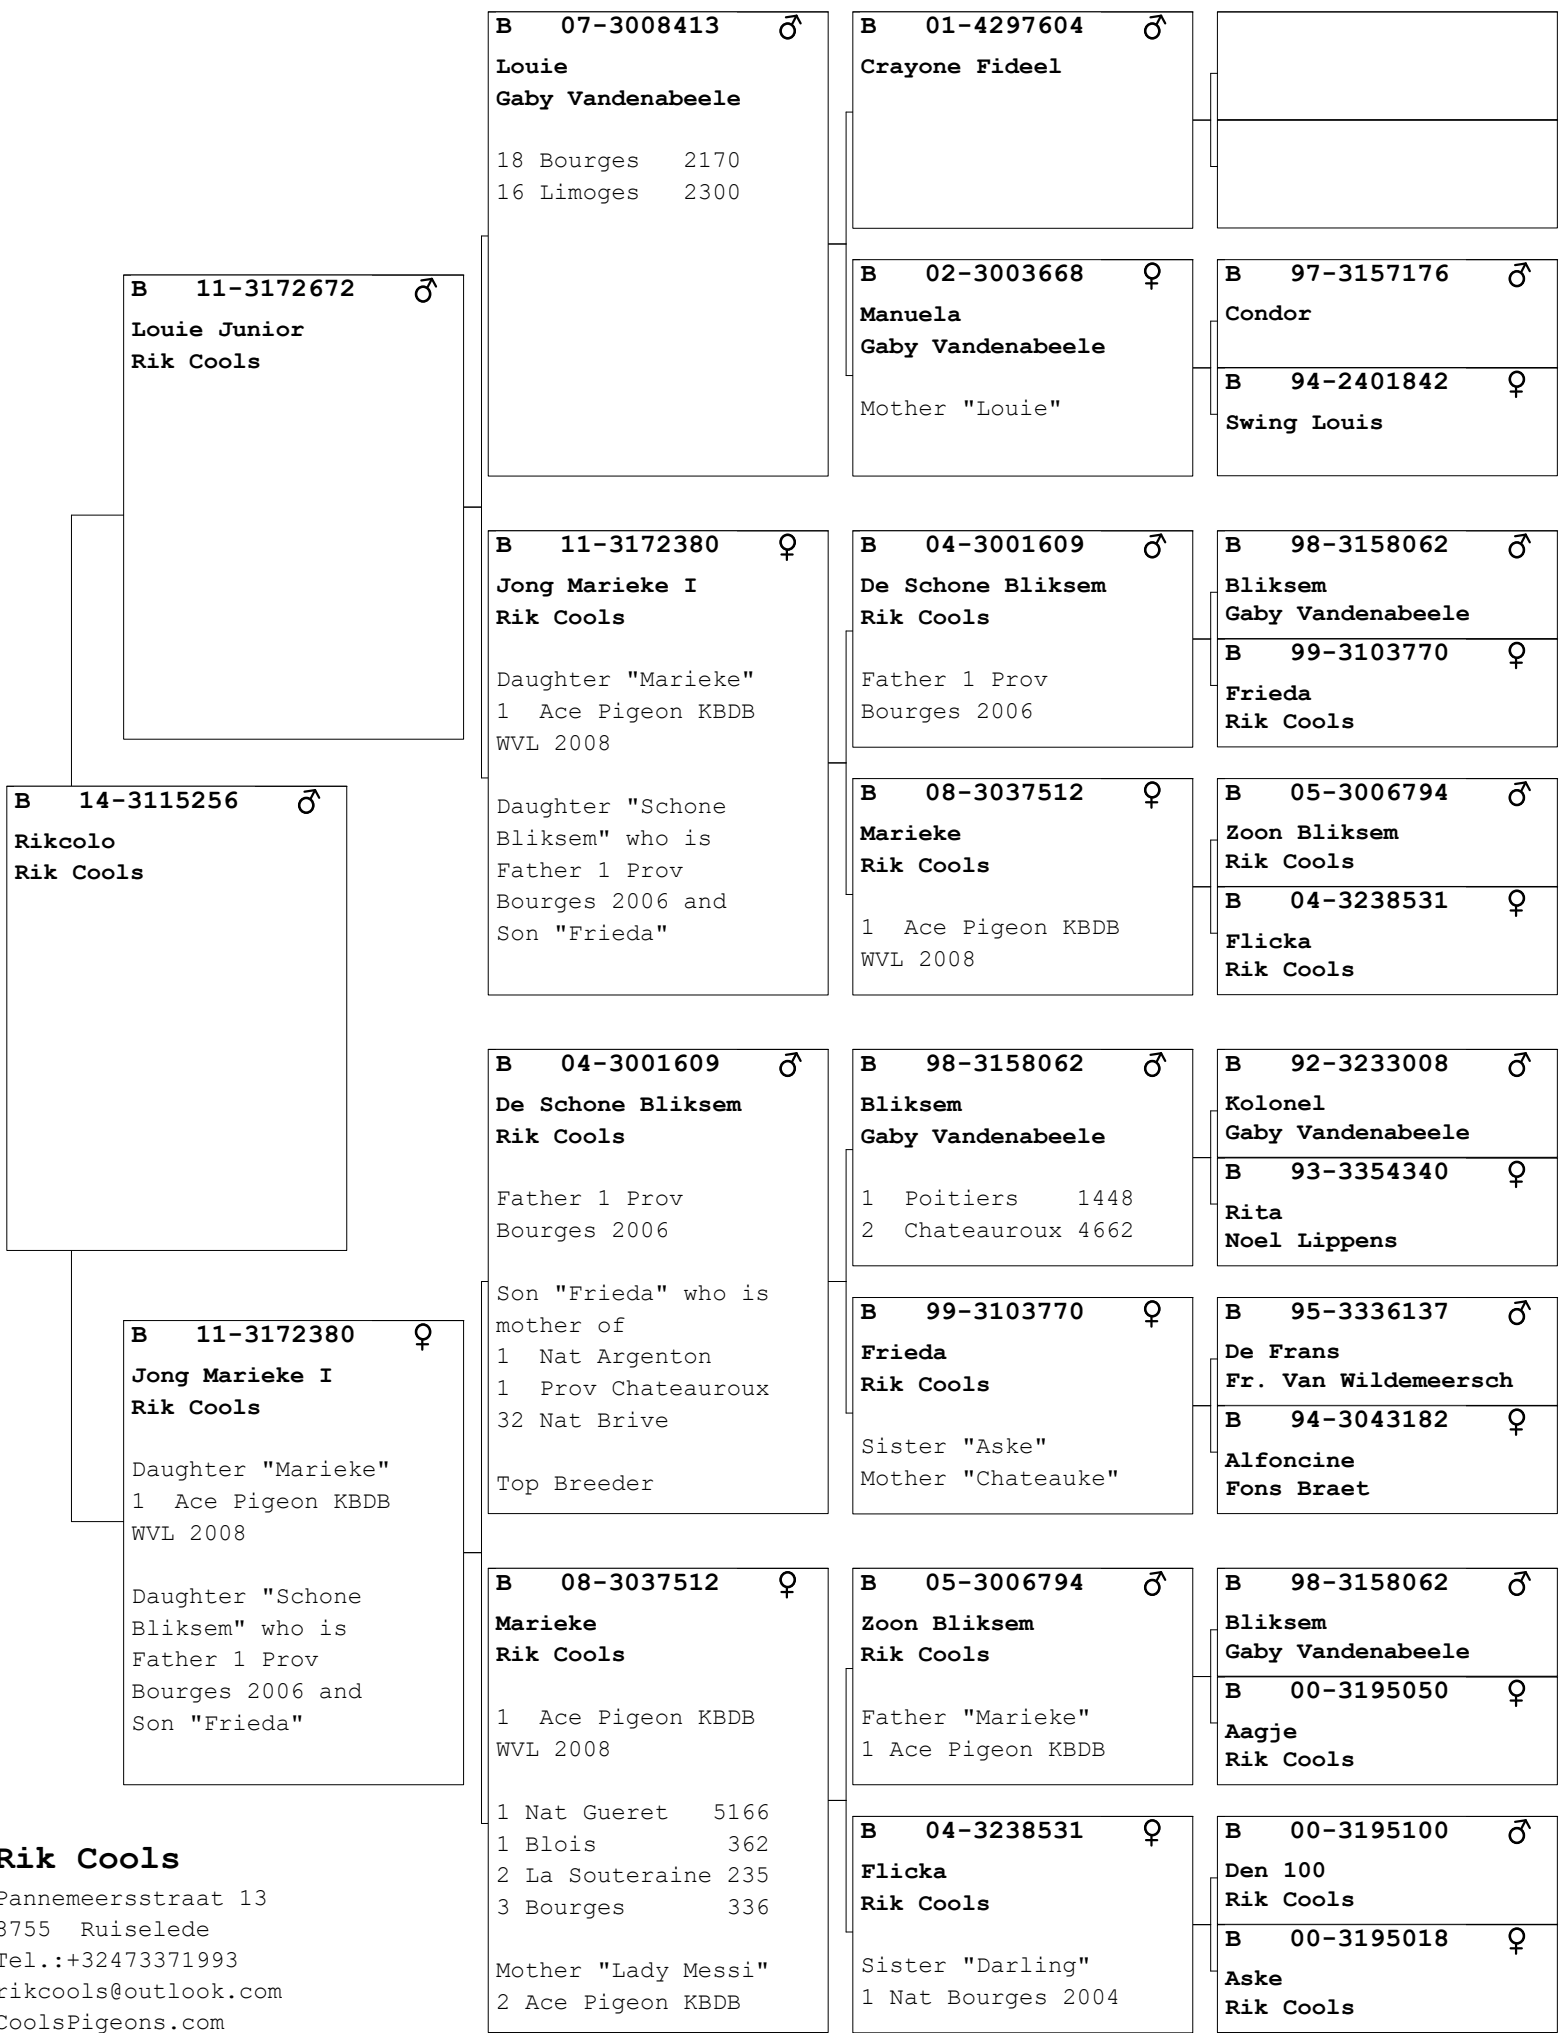 B 14-3115256 ♂
Rikcolo
Rik Cools
B 11-3172672 ♂
Louie Junior
Rik Cools
B 11-3172380 ♀
Jong Marieke I
Rik Cools
Daughter "Marieke"
1 Ace Pigeon KBDB
WVL 2008
Daughter "Schone
Bliksem" who is
Father 1 Prov
Bourges 2006 and
Son "Frieda"
B 07-3008413 ♂
Louie
Gaby Vandenabeele
18 Bourges 2170
16 Limoges 2300
B 11-3172380 ♀
Jong Marieke I
Rik Cools
Daughter "Marieke"
1 Ace Pigeon KBDB
WVL 2008
Daughter "Schone
Bliksem" who is
Father 1 Prov
Bourges 2006 and
Son "Frieda"
B 04-3001609 ♂
De Schone Bliksem
Rik Cools
Father 1 Prov
Bourges 2006
Son "Frieda" who is
mother of
1 Nat Argenton
1 Prov Chateauroux
32 Nat Brive
Top Breeder
B 08-3037512 ♀
Marieke
Rik Cools
1 Ace Pigeon KBDB
WVL 2008
1 Nat Gueret 5166
1 Blois 362
2 La Souteraine 235
3 Bourges 336
Mother "Lady Messi"
2 Ace Pigeon KBDB
B 01-4297604 ♂
Crayone Fideel
B 02-3003668 ♀
Manuela
Gaby Vandenabeele
Mother "Louie"
B 04-3001609 ♂
De Schone Bliksem
Rik Cools
Father 1 Prov
Bourges 2006
B 08-3037512 ♀
Marieke
Rik Cools
1 Ace Pigeon KBDB
WVL 2008
B 98-3158062 ♂
Bliksem
Gaby Vandenabeele
1 Poitiers 1448
2 Chateauroux 4662
B 99-3103770 ♀
Frieda
Rik Cools
Sister "Aske"
Mother "Chateauke"
B 05-3006794 ♂
Zoon Bliksem
Rik Cools
Father "Marieke"
1 Ace Pigeon KBDB
B 04-3238531 ♀
Flicka
Rik Cools
Sister "Darling"
1 Nat Bourges 2004
B 97-3157176 ♂
Condor
B 94-2401842 ♀
Swing Louis
B 98-3158062 ♂
Bliksem
Gaby Vandenabeele
B 99-3103770 ♀
Frieda
Rik Cools
B 05-3006794 ♂
Zoon Bliksem
Rik Cools
B 04-3238531 ♀
Flicka
Rik Cools
B 92-3233008 ♂
Kolonel
Gaby Vandenabeele
B 93-3354340 ♀
Rita
Noel Lippens
B 95-3336137 ♂
De Frans
Fr. Van Wildemeersch
B 94-3043182 ♀
Alfoncine
Fons Braet
B 98-3158062 ♂
Bliksem
Gaby Vandenabeele
B 00-3195050 ♀
Aagje
Rik Cools
B 00-3195100 ♂
Den 100
Rik Cools
B 00-3195018 ♀
Aske
Rik Cools
Rik Cools
Pannemeersstraat 13
8755 Ruiselede
Tel.:+32473371993
rikcools@outlook.com
CoolsPigeons.com